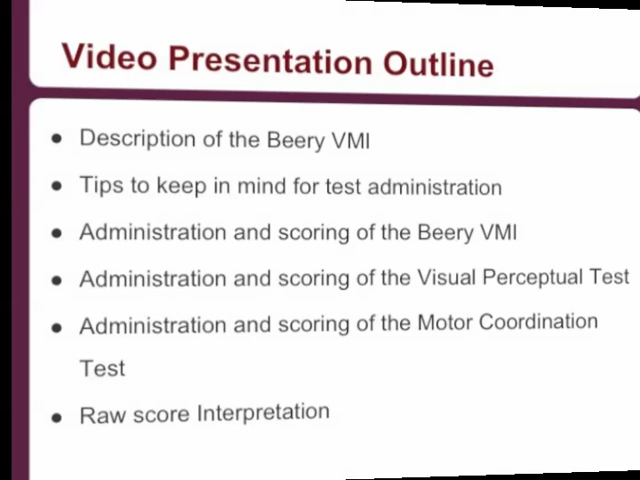 Video Presentation Outline
● Description of the Beery VMI
● Tips to keep in mind for test administration
● Administration and scoring of the Beery VMI
● Administration and scoring of the Visual Perceptual Test
● Administration and scoring of the Motor Coordination
Test
● Raw score Interpretation